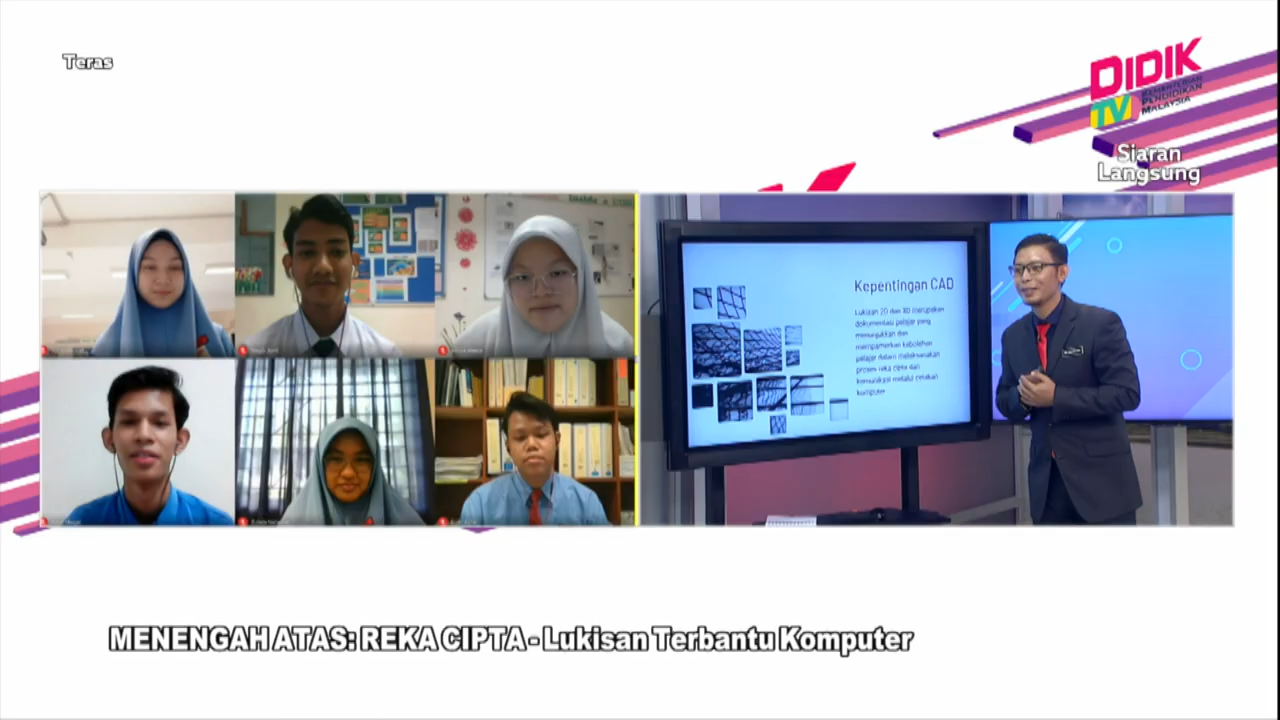 Teras
DIDIK
TV
KEMENTERIAN
PENDIDIKAN
MALAYSIA
Siaran
Langsung
Kepentingan CAD
Lukisan 2D dan 3D merupakan
dokumentasi pelajar yang
menunjukkan dan
mempamerkan kebolehan
pelajar dalam melaksanakan
proses reka cipta dan
komunikasi melalui cetakan
komputer
MENENGAH ATAS: REKA CIPTA - Lukisan Terbantu Komputer